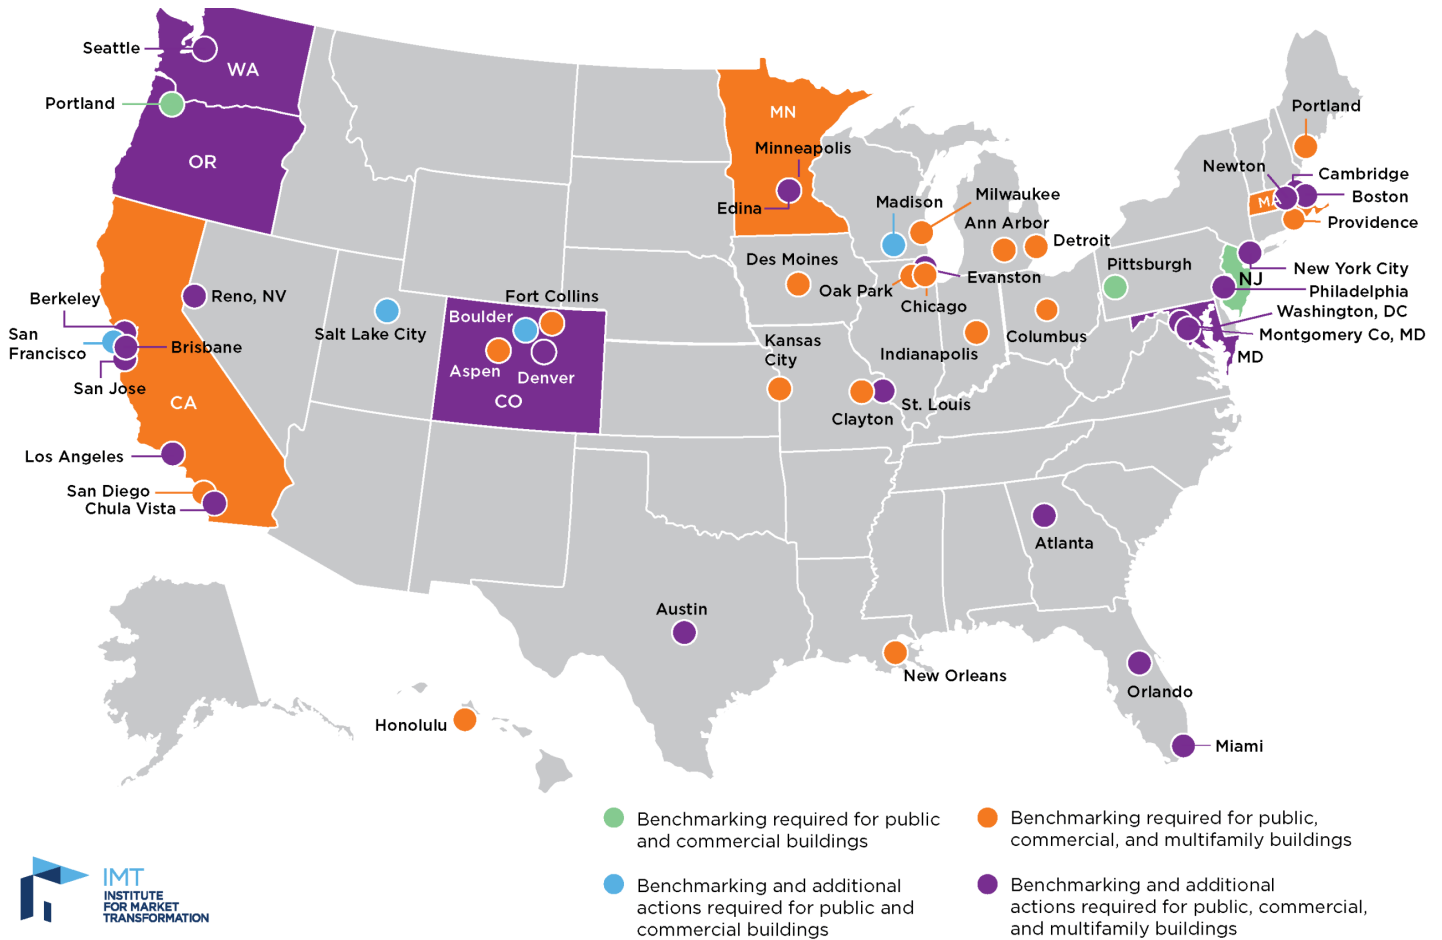 Seattle
WA
Portland
OR
MN
Minneapolis
Edina
Madison
Milwaukee
Ann Arbor
Detroit
Portland
Newton
Cambridge
MA
Boston
Providence
New York City
NJ
Philadelphia
Washington, DC
Montgomery Co, MD
MD
Pittsburgh
Des Moines
Oak Park
Evanston
Chicago
Columbus
Indianapolis
Kansas
City
Clayton
St. Louis
Berkeley
San
Francisco
Brisbane
San Jose
Reno, NV
Salt Lake City
Fort Collins
Boulder
Aspen
Denver
CO
CA
Los Angeles
San Diego
Chula Vista
Atlanta
Austin
New Orleans
Orlando
Miami
Honolulu
Benchmarking required for public
and commercial buildings
Benchmarking required for public,
commercial, and multifamily buildings
Benchmarking and additional
actions required for public and
commercial buildings
Benchmarking and additional
actions required for public, commercial,
and multifamily buildings
IMT
INSTITUTE
FOR MARKET
TRANSFORMATION